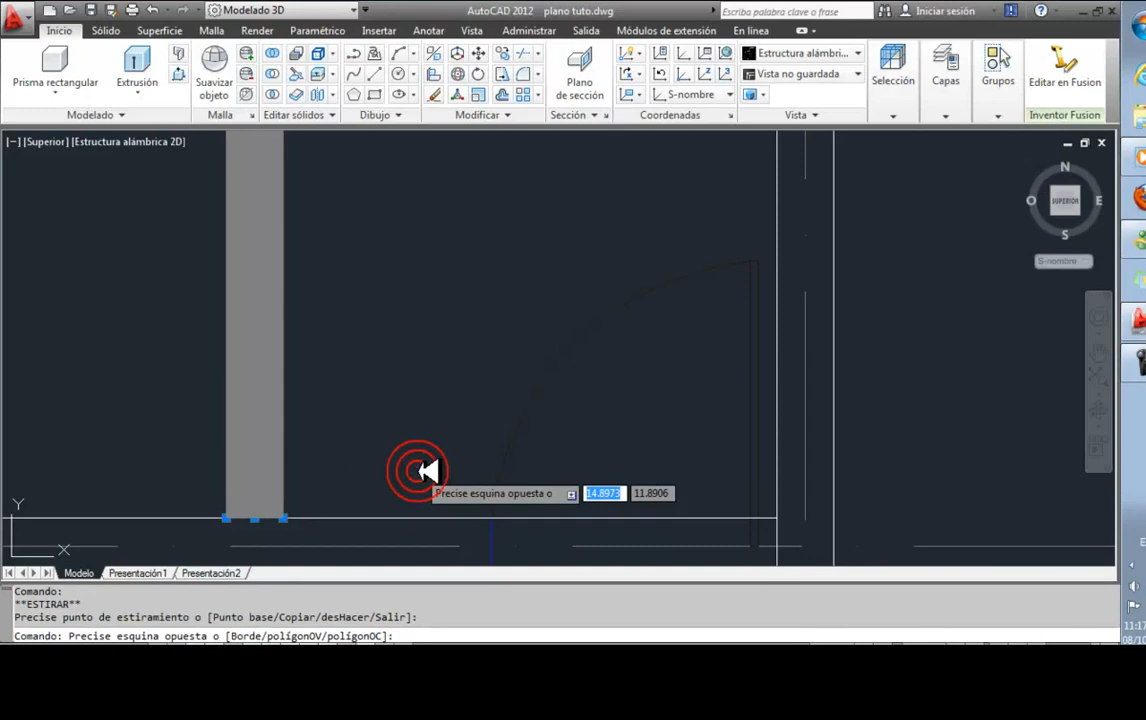 Modelado 3D
AutoCAD 2012 plano tuto.dwg
Escriba palabra clave o frase
Iniciar sesión
Inicio Sólido Superficie Malla Render Paramétrico Insertar Anotar Vista Administrar Salida Módulos de extensión En línea
Prisma rectangular
Extrusión
Suavizar
objeto
Plano
de sección
S-nombre
Estructura alámbri...
Vista no guardada
Selección
Capas
Grupos
Editar en Fusion
Modelado Malla Editar sólidos Dibujo Modificar Sección Coordenadas Vista Inventor Fusion
[−] [Superior] [Estructura alámbrica 2D]
N
O SUPERIOR E
S
S-nombre
Precise esquina opuesta o 14.8973 11.8906
Y
X
Modelo Presentación1 Presentación2
Comando:
**ESTIRAR**
Precise punto de estiramiento o [Punto base/Copiar/desHacer/Salir]:
Comando: Precise esquina opuesta o [Borde/polígonOV/polígonOC]: